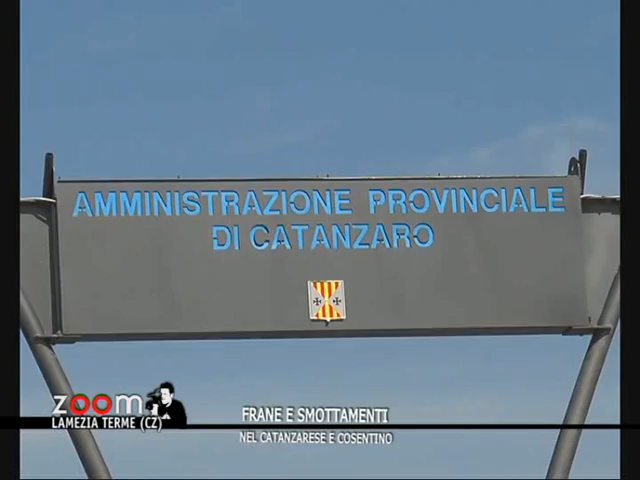 AMMINISTRAZIONE PROVINCIALE
DI CATANZARO
zoom
LAMEZIA TERME (CZ)
FRANE E SMOTTAMENTI
NEL CATANZARESE E COSENTINO